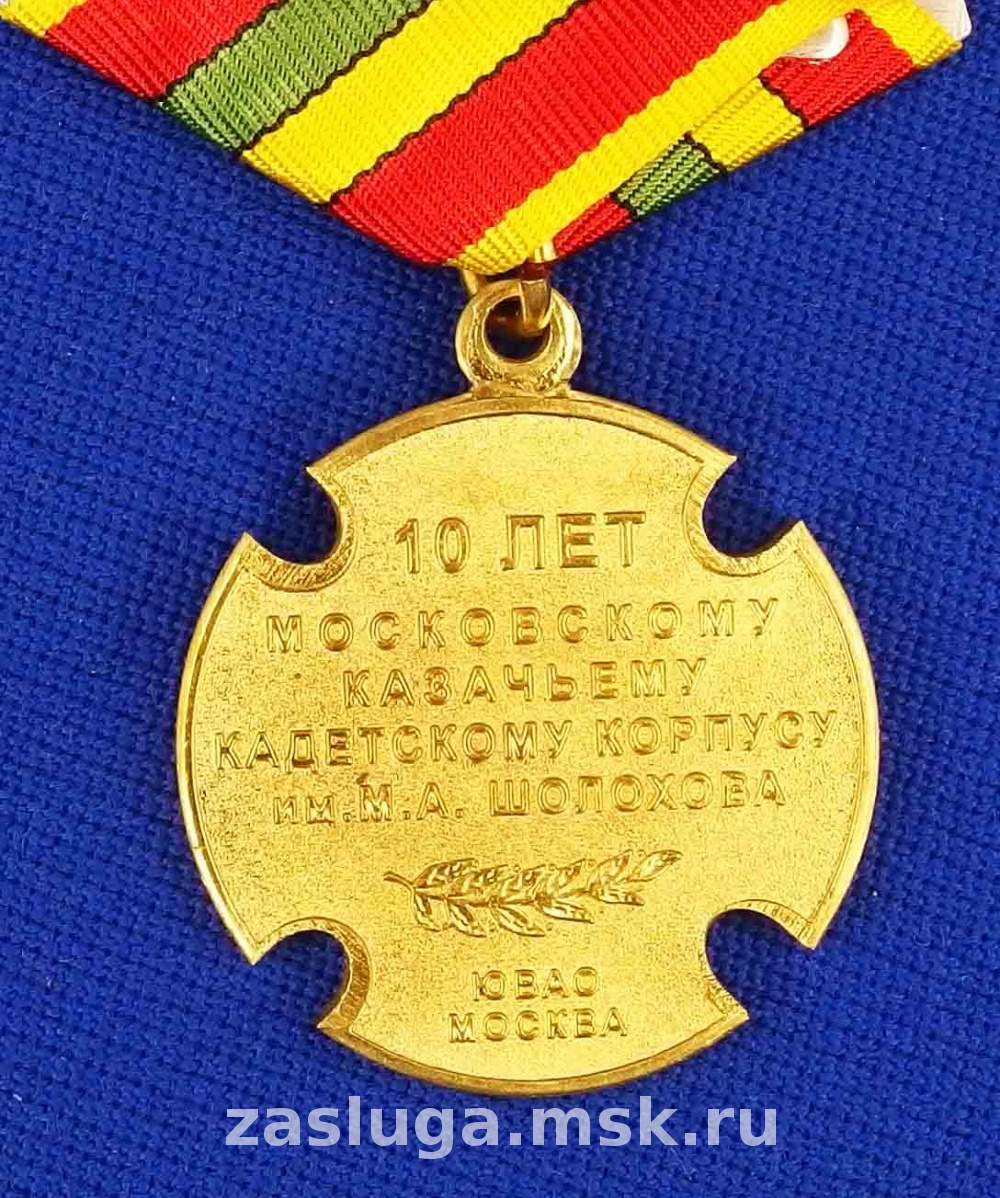 10 ЛЕТ
МОСКОВСКОМУ
КАЗАЧЬЕМУ
КАДЕТСКОМУ КОРПУСУ
им. М.А. ШОЛОХОВА
ЮВАО
МОСКВА
zasluga.msk.ru